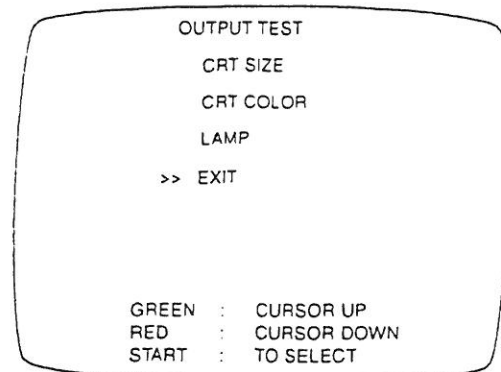 OUTPUT TEST
CRT SIZE
CRT COLOR
LAMP
>> EXIT
GREEN : CURSOR UP
RED : CURSOR DOWN
START : TO SELECT